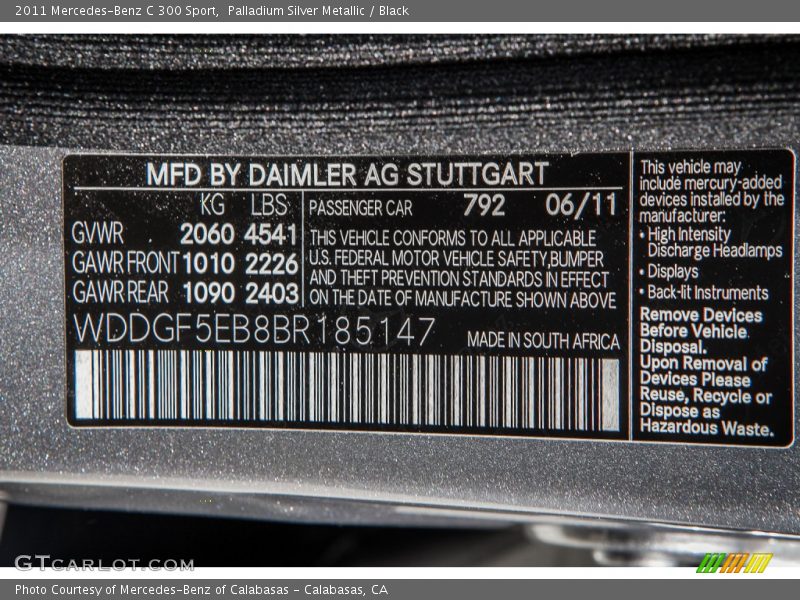 2011 Mercedes-Benz C 300 Sport, Palladium Silver Metallic / Black
MFD BY DAIMLER AG STUTTGART
KG LBS
GVWR 2060 4541
GAWR FRONT 1010 2226
GAWR REAR 1090 2403
PASSENGER CAR 792 06/11
THIS VEHICLE CONFORMS TO ALL APPLICABLE
U.S. FEDERAL MOTOR VEHICLE SAFETY,BUMPER
AND THEFT PREVENTION STANDARDS IN EFFECT
ON THE DATE OF MANUFACTURE SHOWN ABOVE
WDDGF5EB8BR185147
MADE IN SOUTH AFRICA
This vehicle may
include mercury-added
devices installed by the
manufacturer:
• High Intensity
Discharge Headlamps
• Displays
• Back-lit Instruments
Remove Devices
Before Vehicle
Disposal.
Upon Removal of
Devices Please
Reuse, Recycle or
Dispose as
Hazardous Waste.
GTCARLOT.COM
Photo Courtesy of Mercedes-Benz of Calabasas - Calabasas, CA